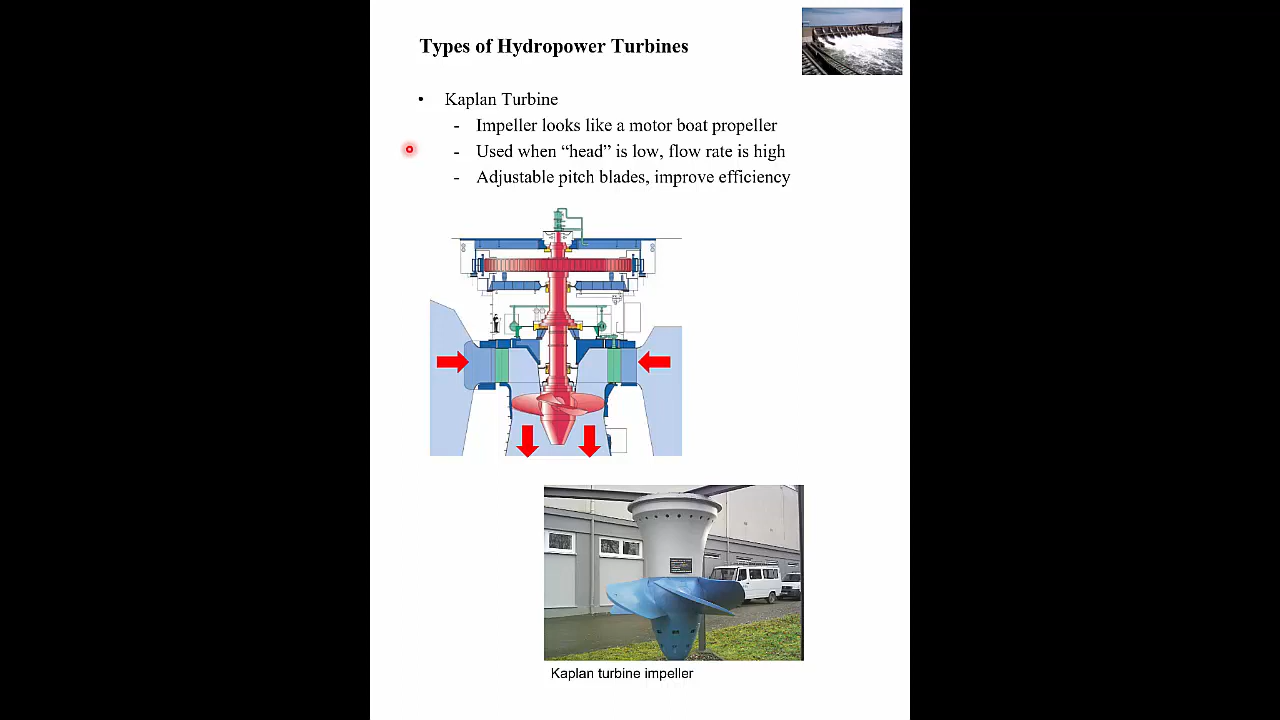 Types of Hydropower Turbines
• Kaplan Turbine
- Impeller looks like a motor boat propeller
- Used when “head” is low, flow rate is high
- Adjustable pitch blades, improve efficiency
Kaplan turbine impeller